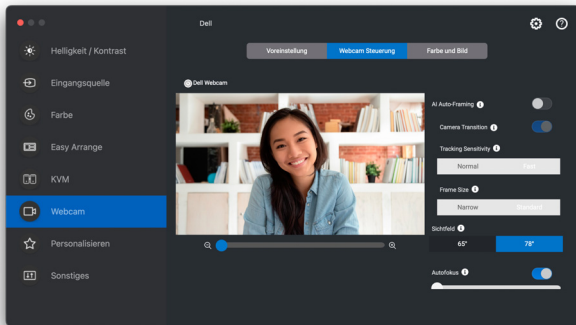 Dell
Helligkeit / Kontrast
Eingangsquelle
Farbe
Easy Arrange
KVM
Webcam
Personalisieren
Sonstiges
Voreinstellung
Webcam Steuerung
Farbe und Bild
Dell Webcam
AI Auto-Framing
Camera Transition
Tracking Sensitivity
Normal
Fast
Frame Size
Narrow
Standard
Sichtfeld
65°
78°
Autofokus